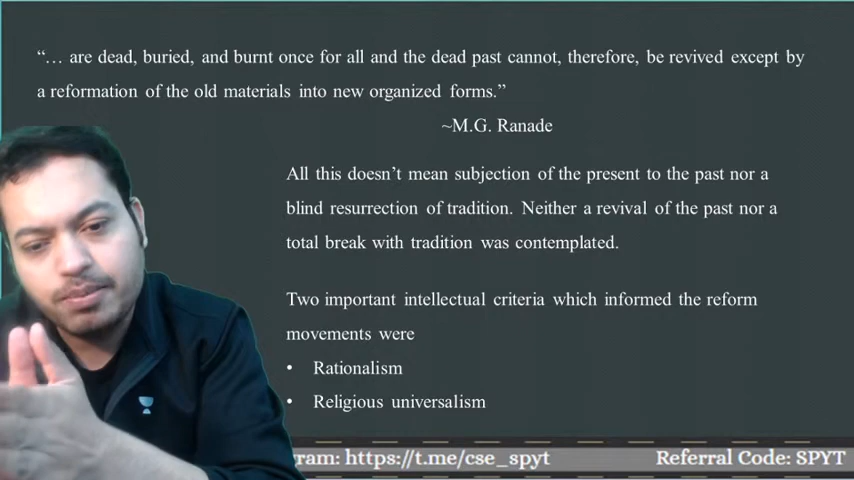 “… are dead, buried, and burnt once for all and the dead past cannot, therefore, be revived except by
a reformation of the old materials into new organized forms.”
~M.G. Ranade
All this doesn’t mean subjection of the present to the past nor a
blind resurrection of tradition. Neither a revival of the past nor a
total break with tradition was contemplated.
Two important intellectual criteria which informed the reform
movements were
• Rationalism
• Religious universalism
gram: https://t.me/cse_spyt Referral Code: SPYT